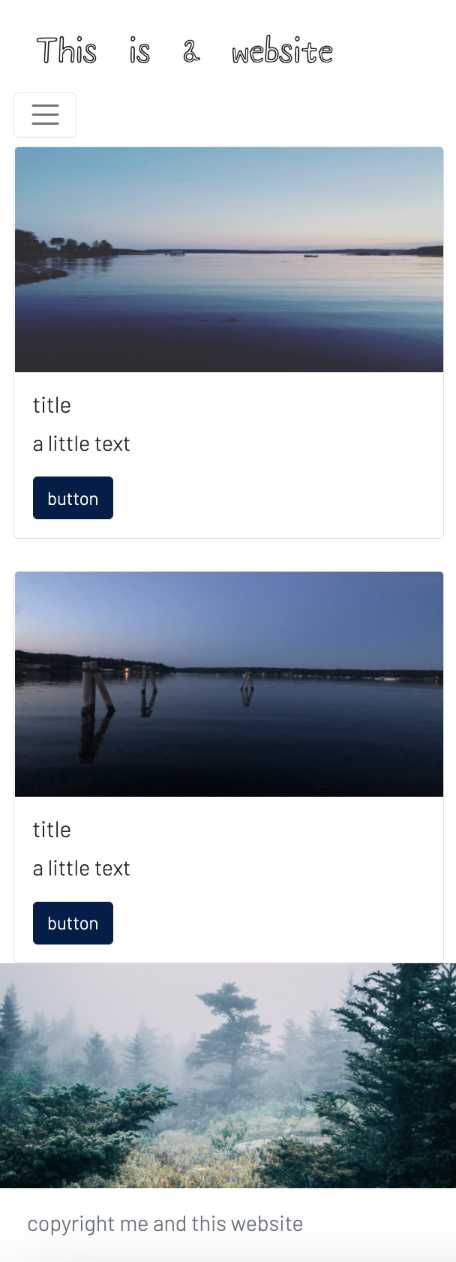 This is a website
title
a little text
button
title
a little text
button
copyright me and this website